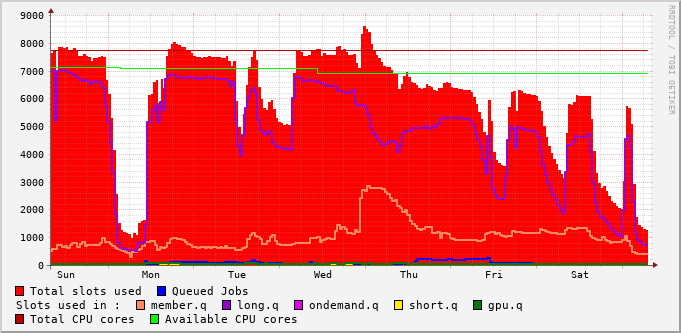 9000
8000
7000
6000
5000
4000
3000
2000
1000
0
Sun Mon Tue Wed Thu Fri Sat
Total slots used Queued Jobs
Slots used in : member.q long.q ondemand.q short.q gpu.q
Total CPU cores Available CPU cores
RRDTOOL / TOBI OETIKER